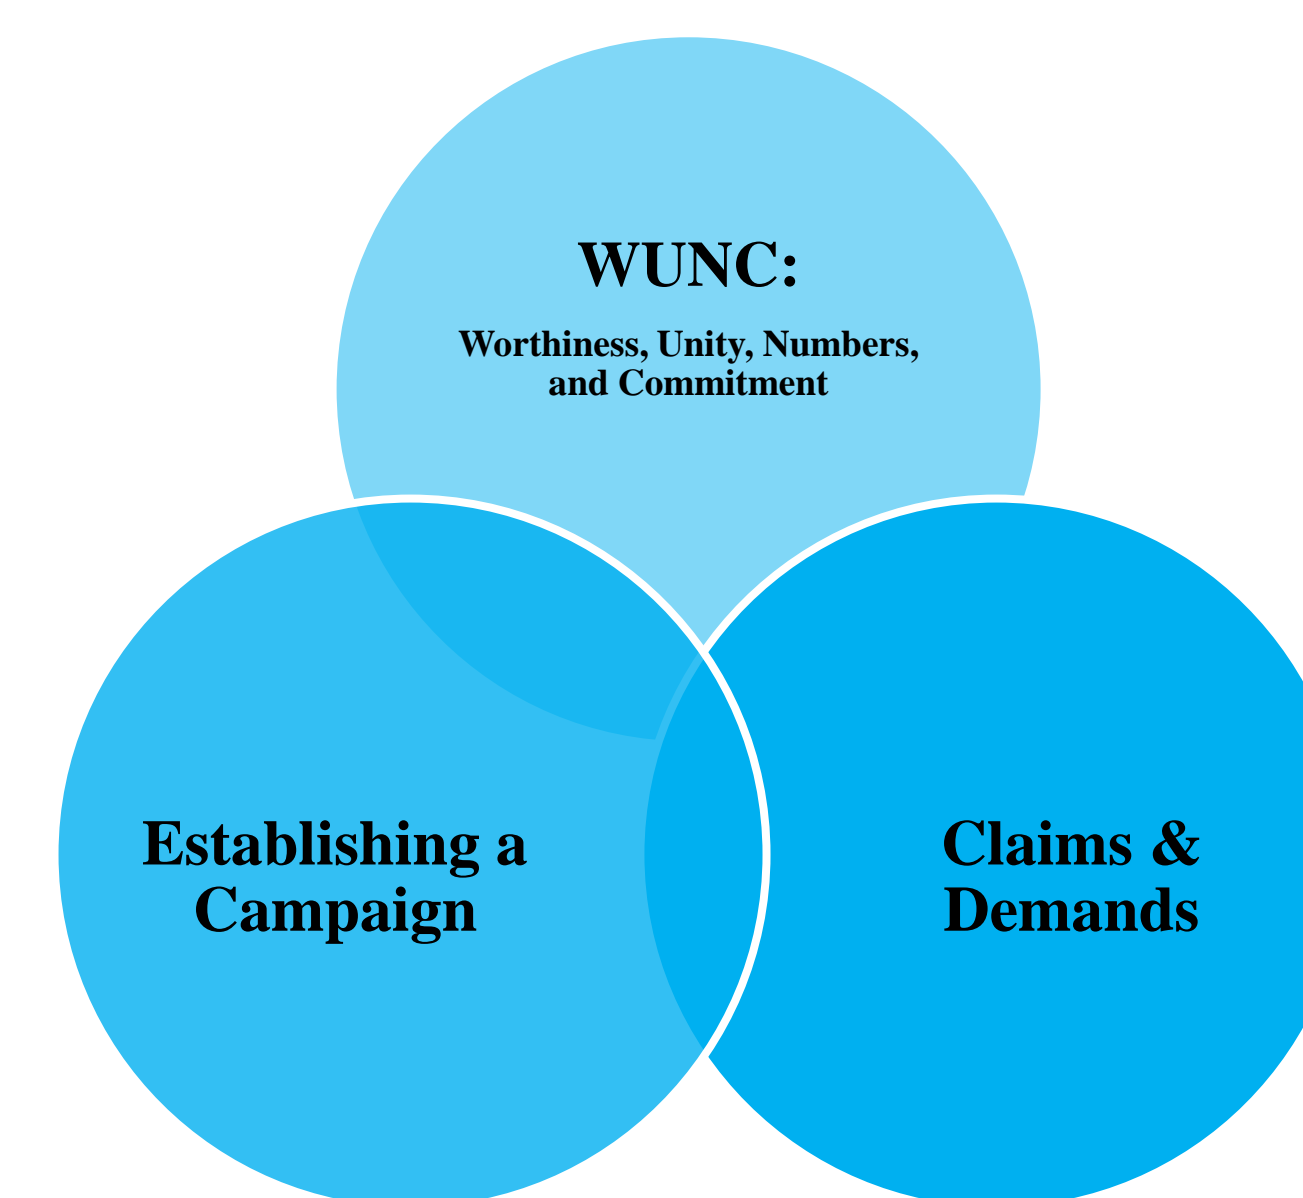 WUNC:
Worthiness, Unity, Numbers,
and Commitment
Establishing a
Campaign
Claims &
Demands